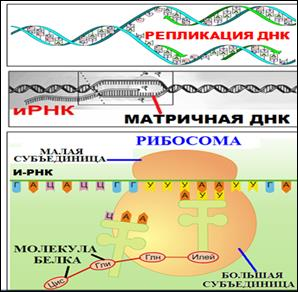 РЕПЛИКАЦИЯ ДНК
иРНК
МАТРИЧНАЯ ДНК
РИБОСОМА
МАЛАЯ
СУБЪЕДИНИЦА
И-РНК
Г А Ц А Ц Ц Г Г У У У А А У У Г А
А У У
Ц А А
МОЛЕКУЛА
БЕЛКА
Цис
Гли
Глн
Илей
БОЛЬШАЯ
СУБЪЕДИНИЦА